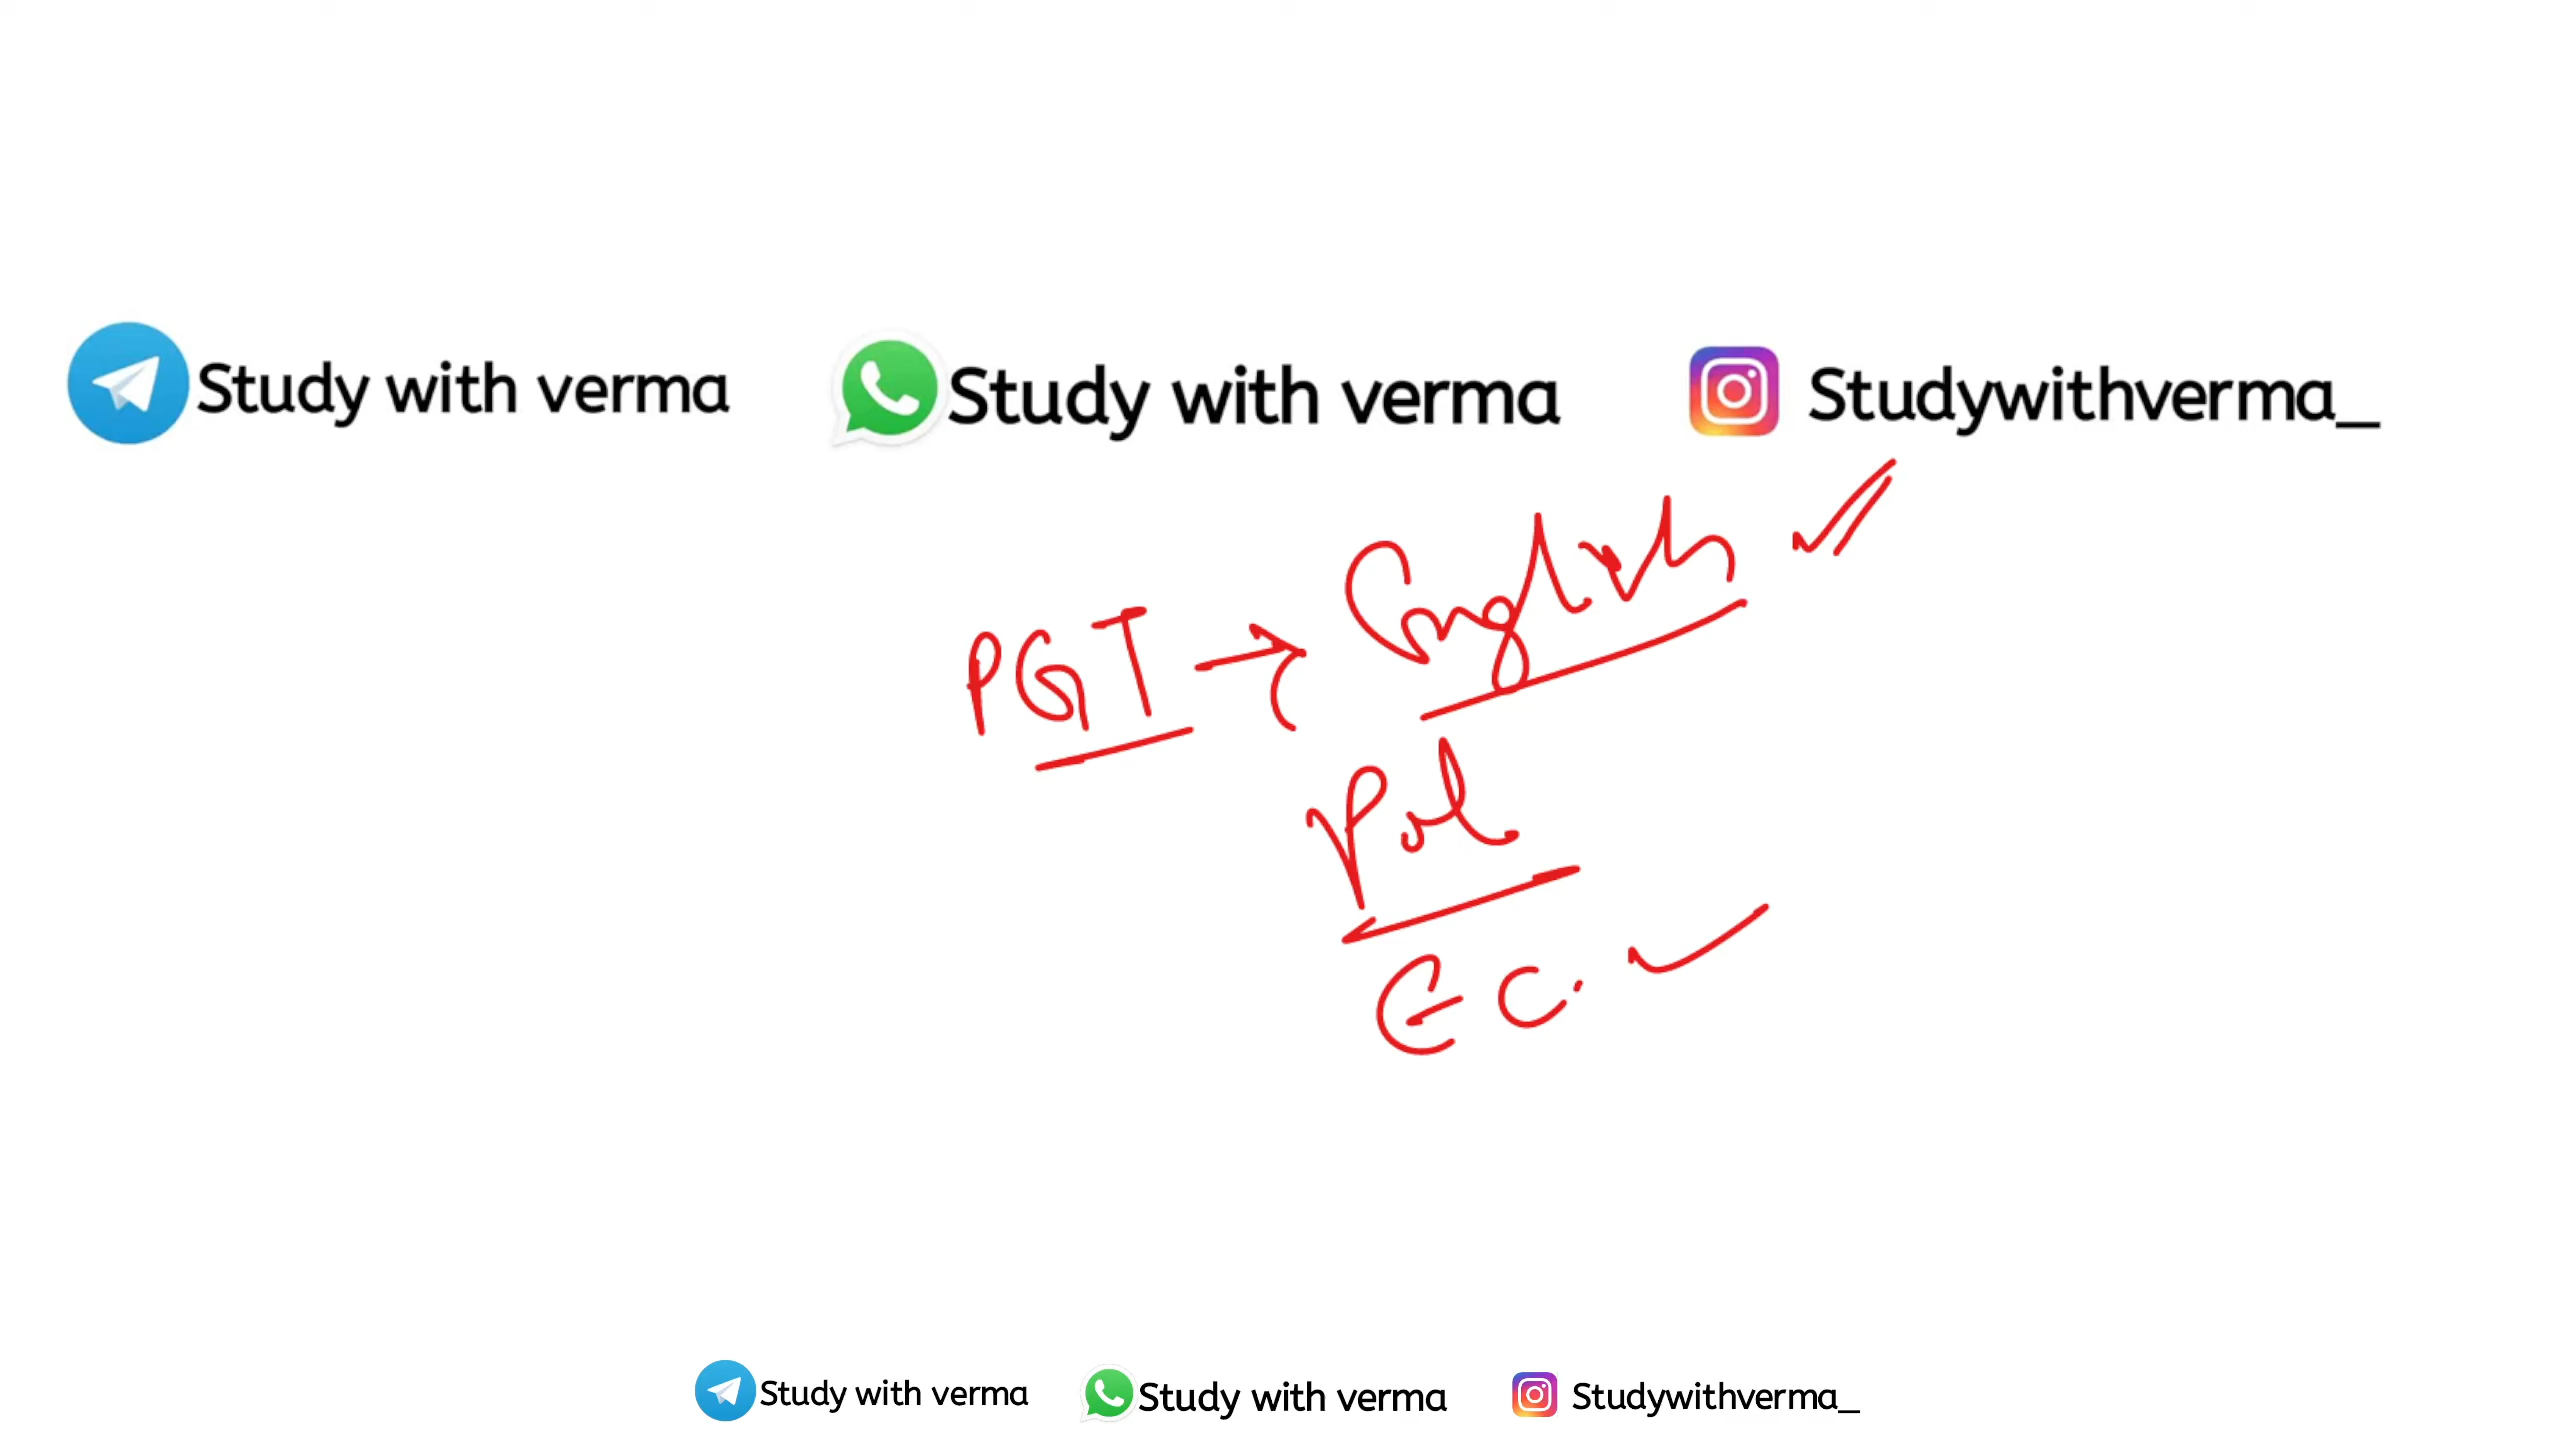 Study with verma Study with verma Studywithverma_
PGT → English
Pol
Ec.
Study with verma Study with verma Studywithverma_